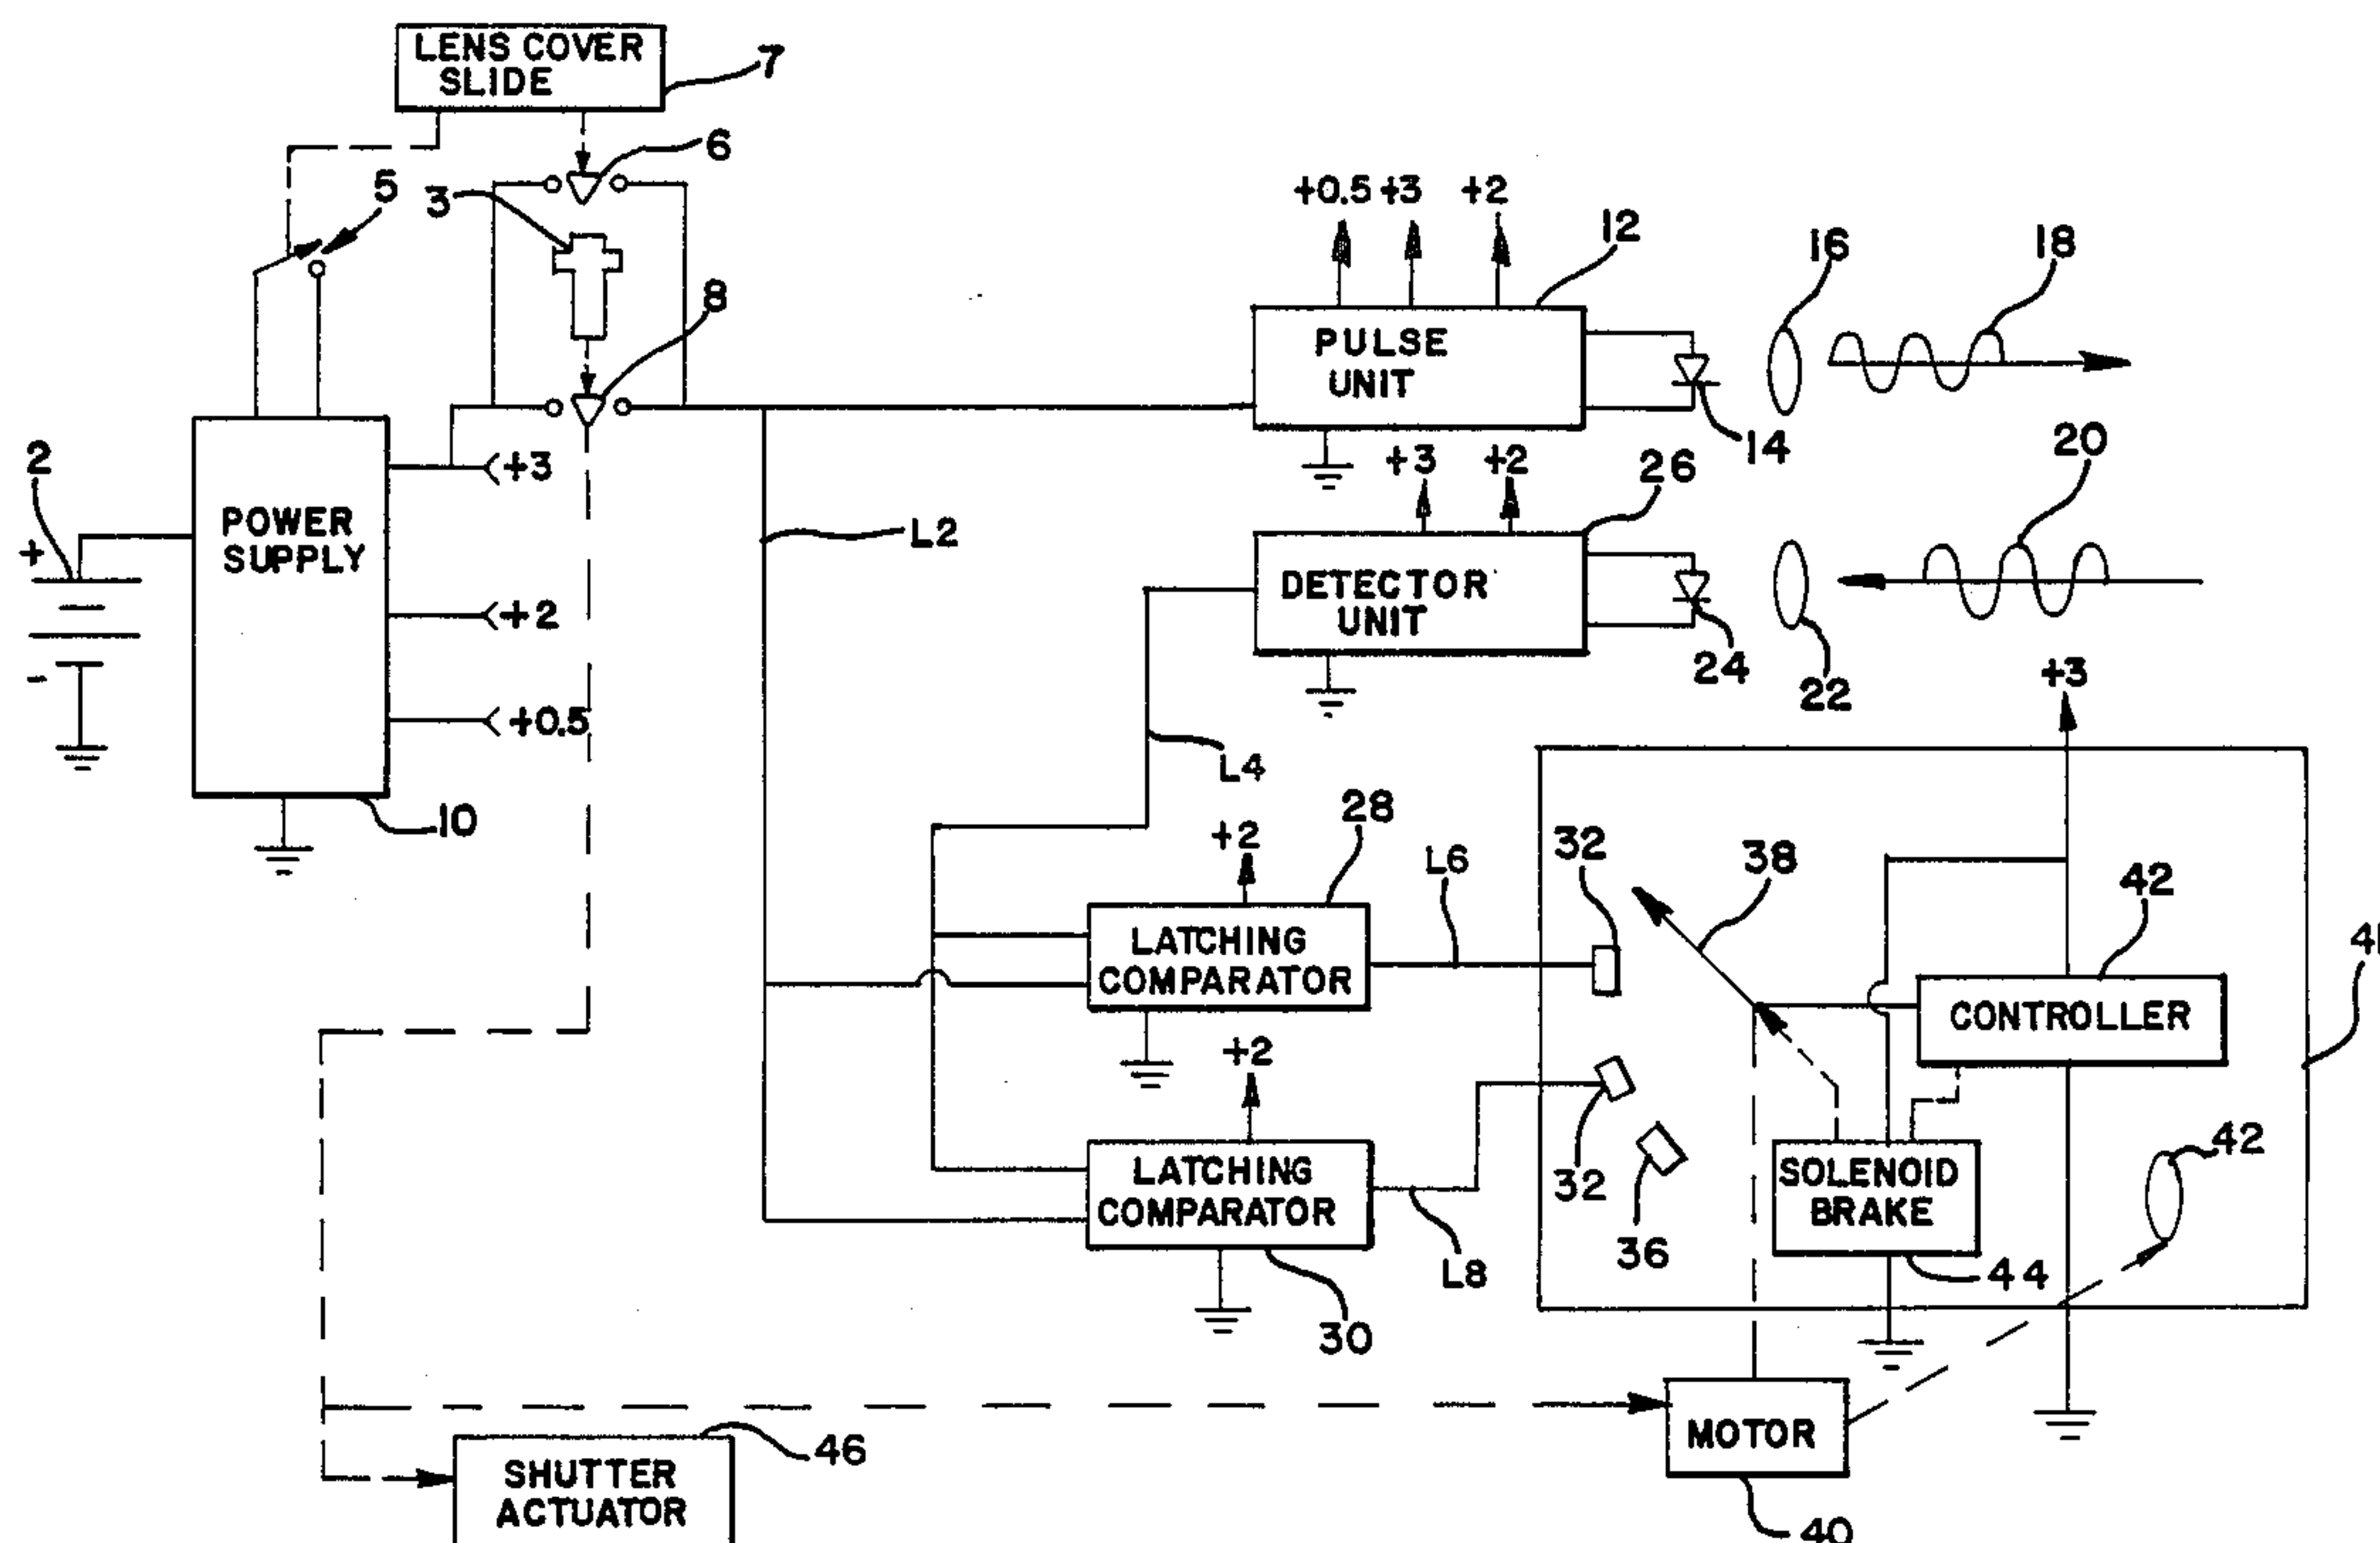 LENS COVER
SLIDE
7
6
5
3
8
2
+
-
POWER
SUPPLY
+3
+2
+0.5
10
L2
+0.5 +3 +2
12
PULSE
UNIT
14
16
18
+3 +2
26
DETECTOR
UNIT
24
22
20
L4
+3
28
+2
LATCHING
COMPARATOR
L6
32
38
42
CONTROLLER
+2
LATCHING
COMPARATOR
30
L8
32
36
SOLENOID
BRAKE
44
42
MOTOR
40
46
SHUTTER
ACTUATOR